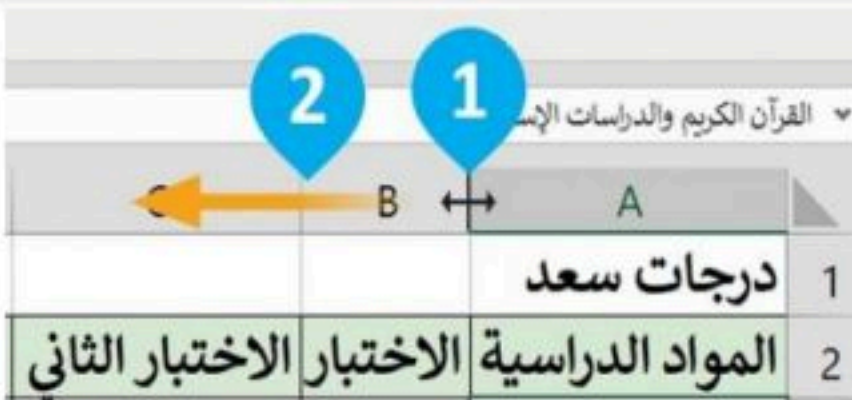 2 1
القرآن الكريم والدراسات الإس
A B C
1 درجات سعد
2 المواد الدراسية الاختبار الاختبار الثاني